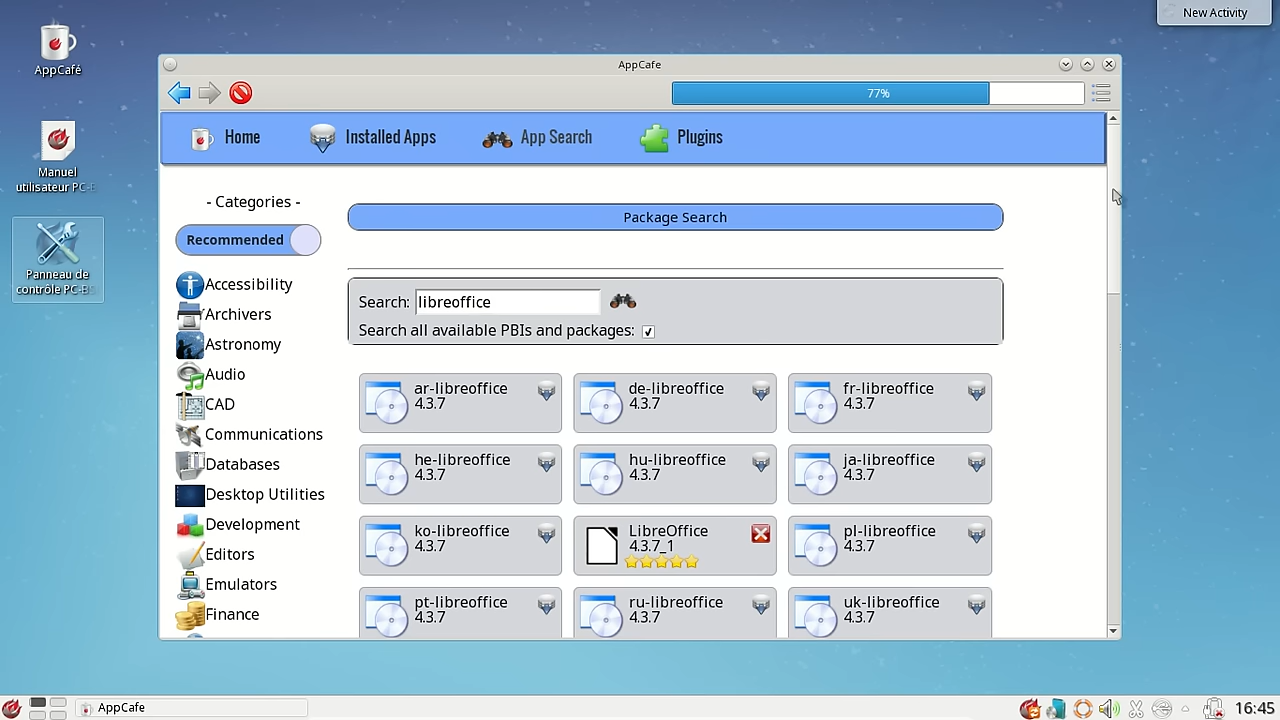 New Activity
AppCafé
Manuel
utilisateur PC-
Panneau de
contrôle PC-BS
AppCafe
77%
Home
Installed Apps
App Search
Plugins
- Categories -
Recommended
Accessibility
Archivers
Astronomy
Audio
CAD
Communications
Databases
Desktop Utilities
Development
Editors
Emulators
Finance
Package Search
Search: libreoffice
Search all available PBIs and packages:
ar-libreoffice
4.3.7
de-libreoffice
4.3.7
fr-libreoffice
4.3.7
he-libreoffice
4.3.7
hu-libreoffice
4.3.7
ja-libreoffice
4.3.7
ko-libreoffice
4.3.7
LibreOffice
4.3.7_1
pl-libreoffice
4.3.7
pt-libreoffice
4.3.7
ru-libreoffice
4.3.7
uk-libreoffice
4.3.7
AppCafe
16:45